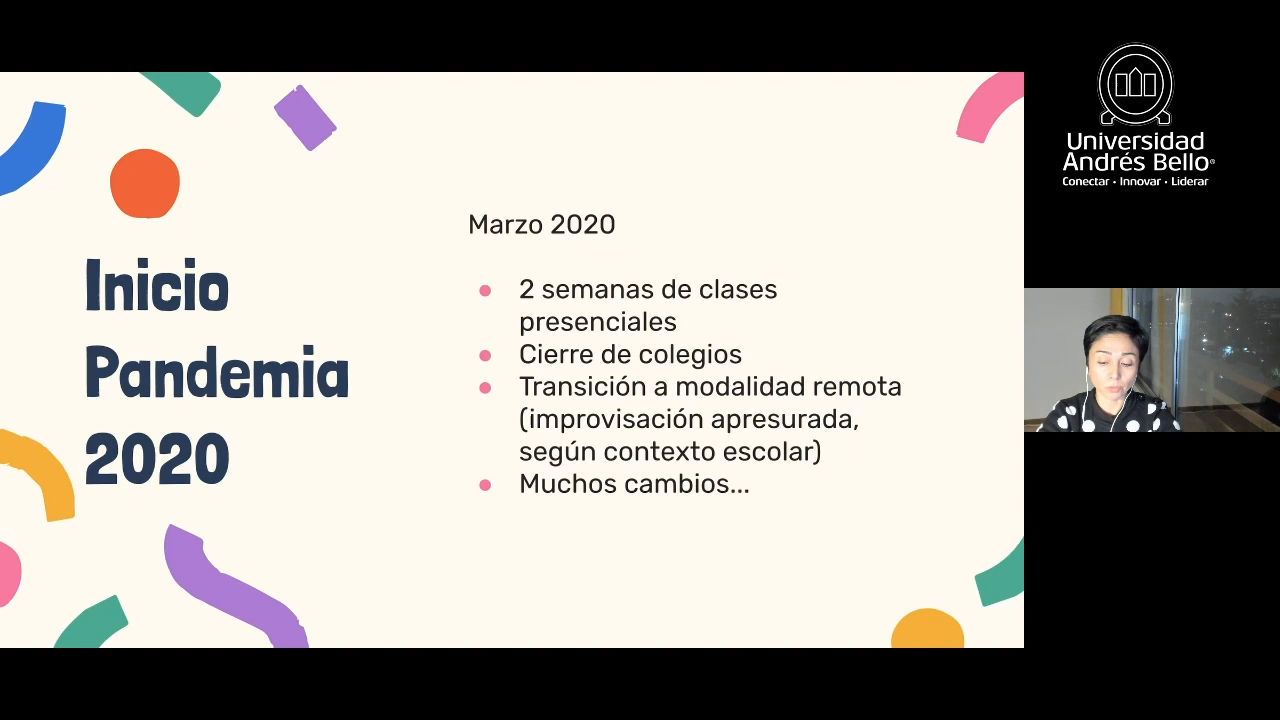 Inicio
Pandemia
2020
Marzo 2020
● 2 semanas de clases
presenciales
● Cierre de colegios
● Transición a modalidad remota
(improvisación apresurada,
según contexto escolar)
● Muchos cambios...
Universidad
Andrés Bello®
Conectar • Innovar • Liderar